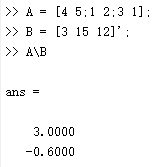 >> A = [4 5;1 2;3 1];
>> B = [3 15 12]';
>> A\B
ans =
3.0000
-0.6000